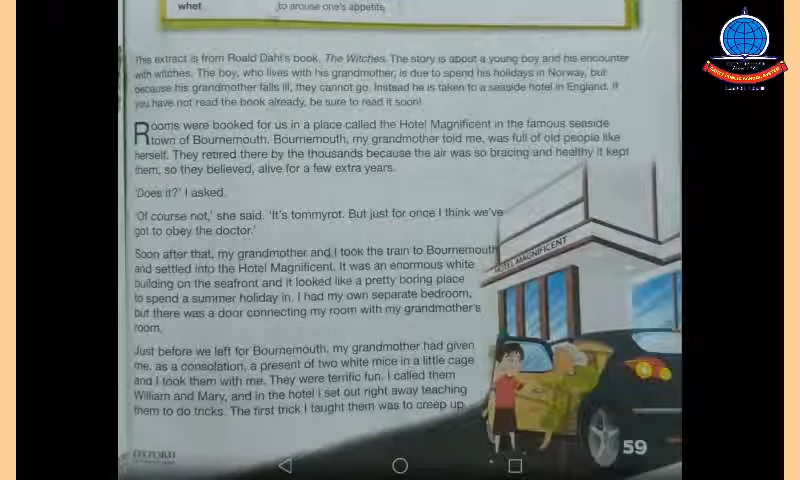 whet to arouse one's appetite
This extract is from Roald Dahl's book, The Witches. The story is about a young boy and his encounter
with witches. The boy, who lives with his grandmother, is due to spend his holidays in Norway, but
because his grandmother falls ill, they cannot go. Instead he is taken to a seaside hotel in England. If
you have not read the book already, be sure to read it soon!
Rooms were booked for us in a place called the Hotel Magnificent in the famous seaside
town of Bournemouth. Bournemouth, my grandmother told me, was full of old people like
herself. They retired there by the thousands because the air was so bracing and healthy it kept
them, so they believed, alive for a few extra years.
'Does it?' I asked.
'Of course not,' she said. 'It's tommyrot. But just for once I think we've
got to obey the doctor.'
Soon after that, my grandmother and I took the train to Bournemouth
and settled into the Hotel Magnificent. It was an enormous white
building on the seafront and it looked like a pretty boring place
to spend a summer holiday in. I had my own separate bedroom,
but there was a door connecting my room with my grandmother's
room.
Just before we left for Bournemouth, my grandmother had given
me, as a consolation, a present of two white mice in a little cage
and I took them with me. They were terrific fun. I called them
William and Mary, and in the hotel I set out right away teaching
them to do tricks. The first trick I taught them was to creep up
HOTEL MAGNIFICENT
OXFORD
59